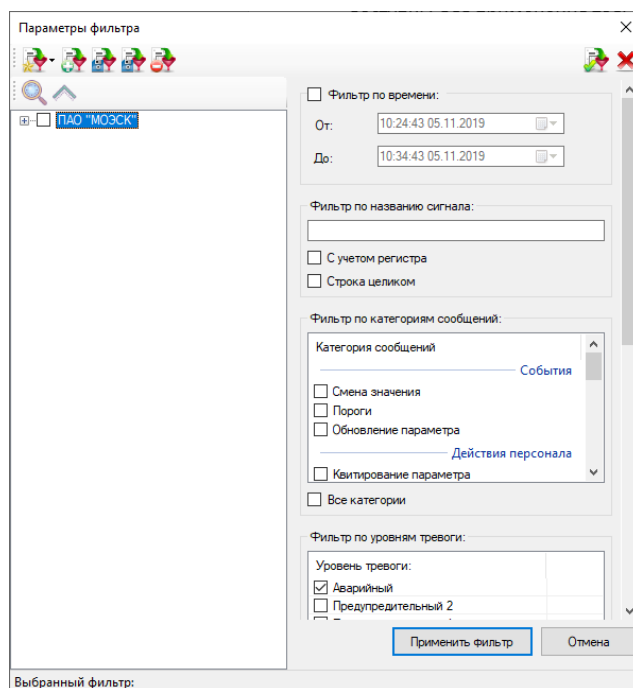 Параметры фильтра
ПАО "МОЭСК"
Фильтр по времени:
От:
10:24:43 05.11.2019
До:
10:34:43 05.11.2019
Фильтр по названию сигнала:
С учетом регистра
Строка целиком
Фильтр по категориям сообщений:
Категория сообщений
События
Смена значения
Пороги
Обновление параметра
Действия персонала
Квитирование параметра
Все категории
Фильтр по уровням тревоги:
Уровень тревоги:
Аварийный
Предупредительный 2
Применить фильтр
Отмена
Выбранный фильтр: